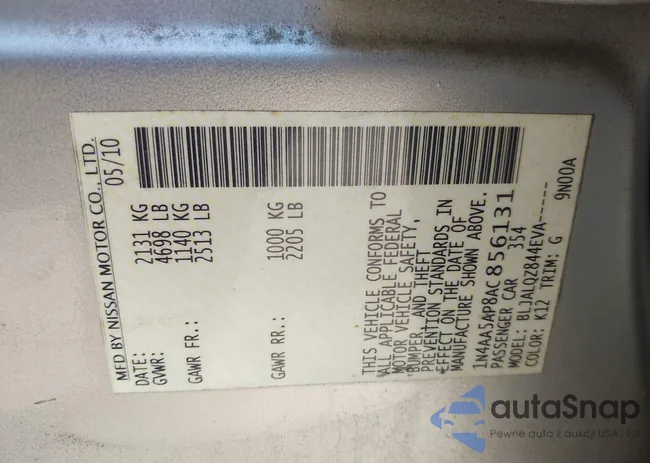 MFD BY NISSAN MOTOR CO., LTD.
DATE: 05/10
GVWR: 2131 KG
4698 LB
GAWR FR.: 1140 KG
2513 LB
GAWR RR.: 1000 KG
2205 LB
THIS VEHICLE CONFORMS TO
ALL APPLICABLE FEDERAL
MOTOR VEHICLE SAFETY,
BUMPER, AND THEFT
PREVENTION STANDARDS IN
EFFECT ON THE DATE OF
MANUFACTURE SHOWN ABOVE.
1N4AA5AP8AC856131
PASSENGER CAR 354
MODEL: BLJALQZ844EVA-----
COLOR: K12 TRIM: G 9N00A
autaSnap
Pewne auta z aukcji USA i EU